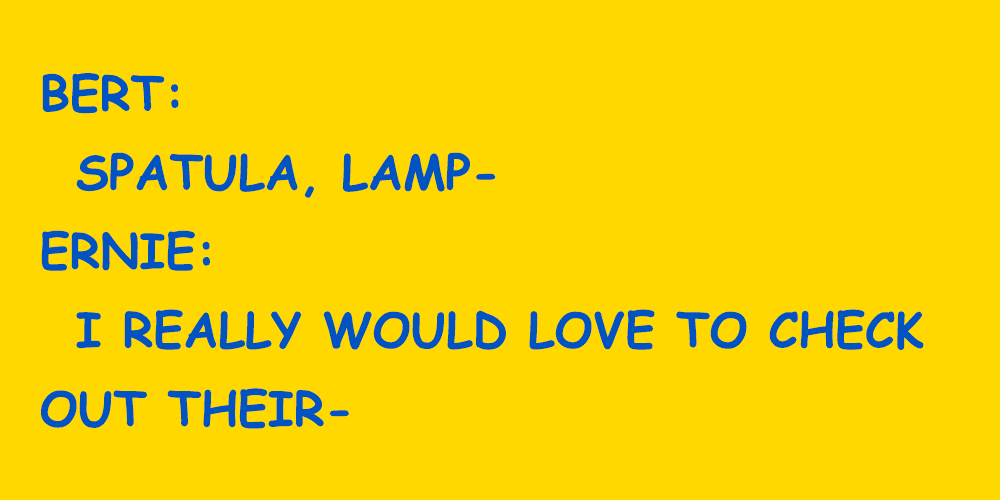 BERT:
SPATULA, LAMP-
ERNIE:
I REALLY WOULD LOVE TO CHECK
OUT THEIR-